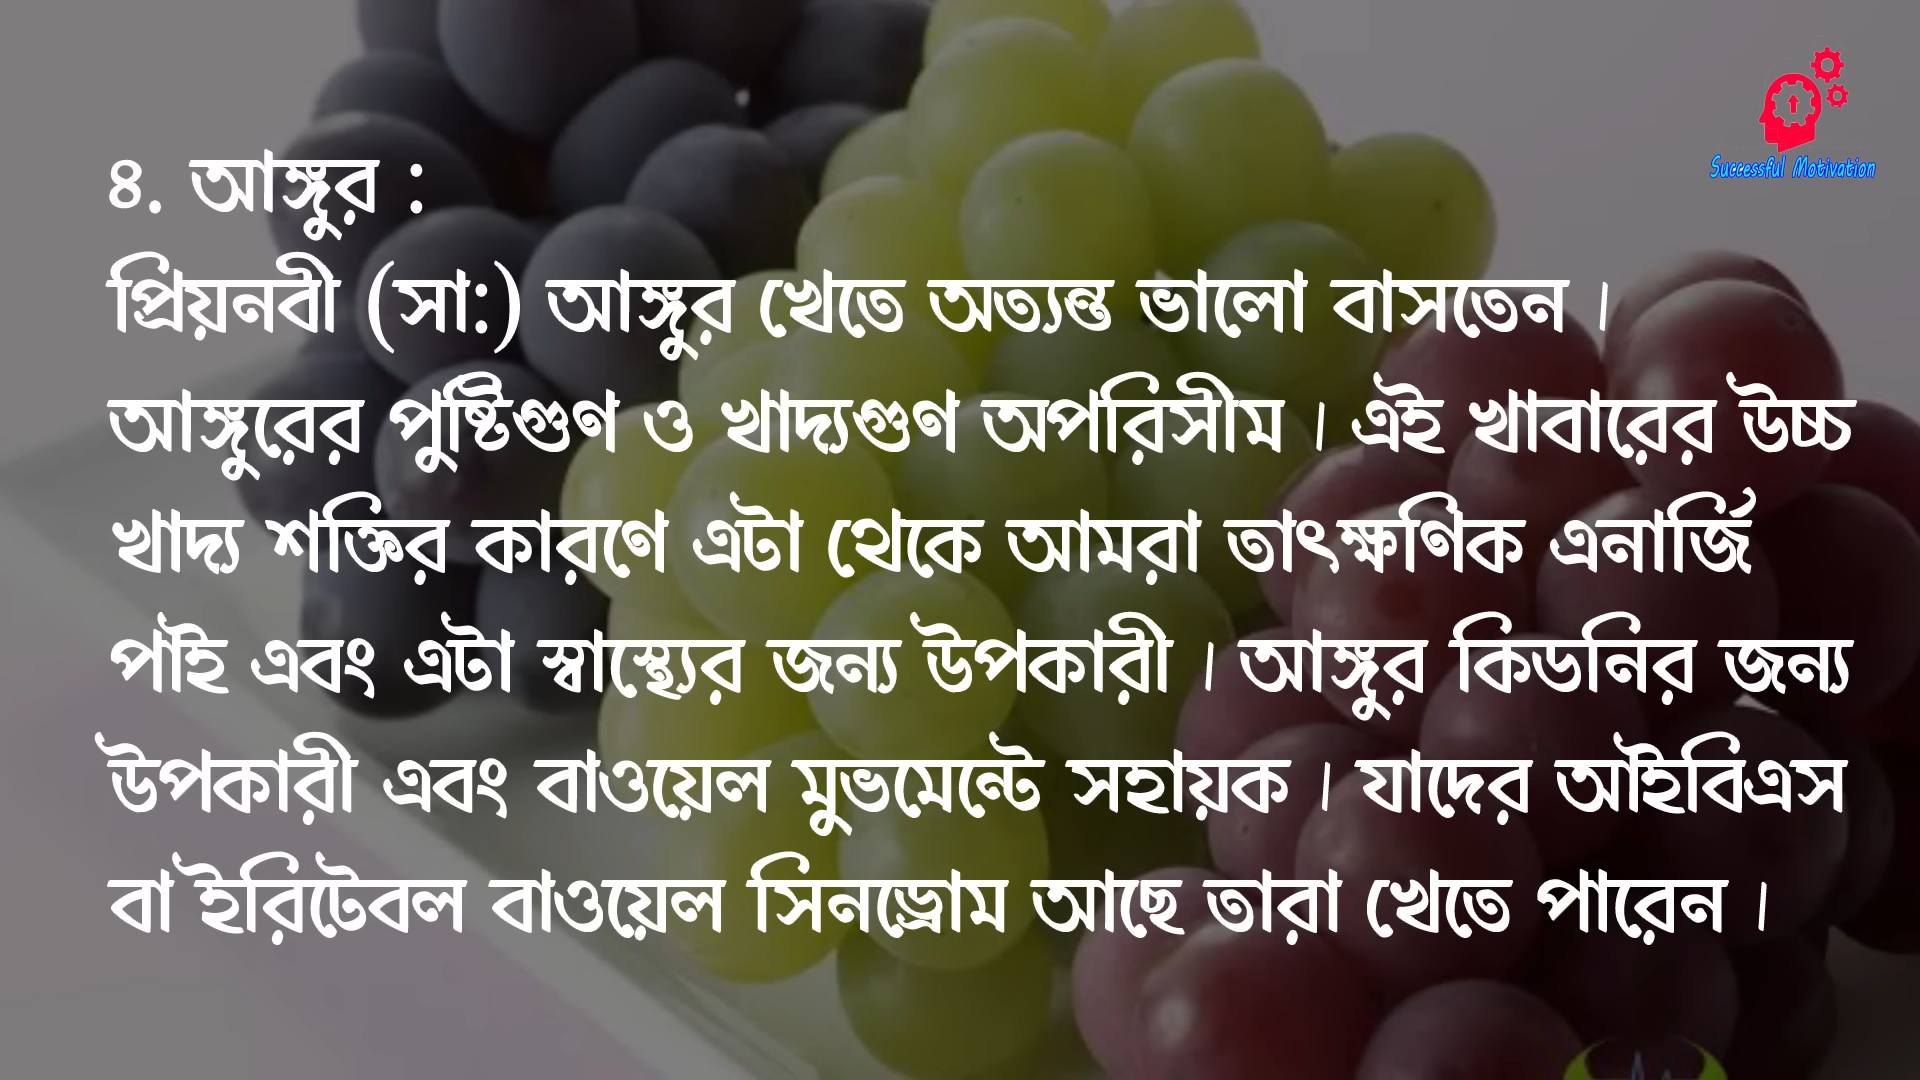 Successful Motivation
৪. আঙ্গুর :
প্রিয়নবী (সা:) আঙ্গুর খেতে অত্যন্ত ভালো বাসতেন ।
আঙ্গুরের পুষ্টিগুণ ও খাদ্যগুণ অপরিসীম । এই খাবারের উচ্চ
খাদ্য শক্তির কারণে এটা থেকে আমরা তাৎক্ষণিক এনার্জি
পাই এবং এটা স্বাস্থ্যের জন্য উপকারী । আঙ্গুর কিডনির জন্য
উপকারী এবং বাওয়েল মুভমেন্টে সহায়ক । যাদের আইবিএস
বা ইরিটেবল বাওয়েল সিনড্রোম আছে তারা খেতে পারেন ।